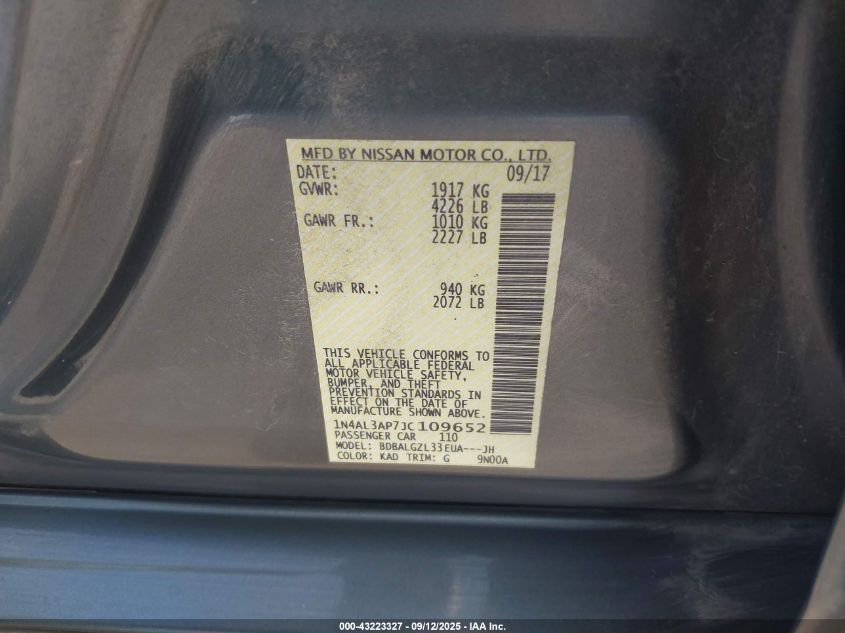 MFD BY NISSAN MOTOR CO., LTD.
DATE: 09/17
GVWR: 1917 KG
4226 LB
GAWR FR.: 1010 KG
2227 LB
GAWR RR.: 940 KG
2072 LB
THIS VEHICLE CONFORMS TO
ALL APPLICABLE FEDERAL
MOTOR VEHICLE SAFETY,
BUMPER, AND THEFT
PREVENTION STANDARDS IN
EFFECT ON THE DATE OF
MANUFACTURE SHOWN ABOVE.
1N4AL3AP7JC109652
PASSENGER CAR 110
MODEL: BDBALGZL33EUA---JH
COLOR: KAD TRIM: G 9N00A
000-43223327 - 09/12/2025 - IAA Inc.